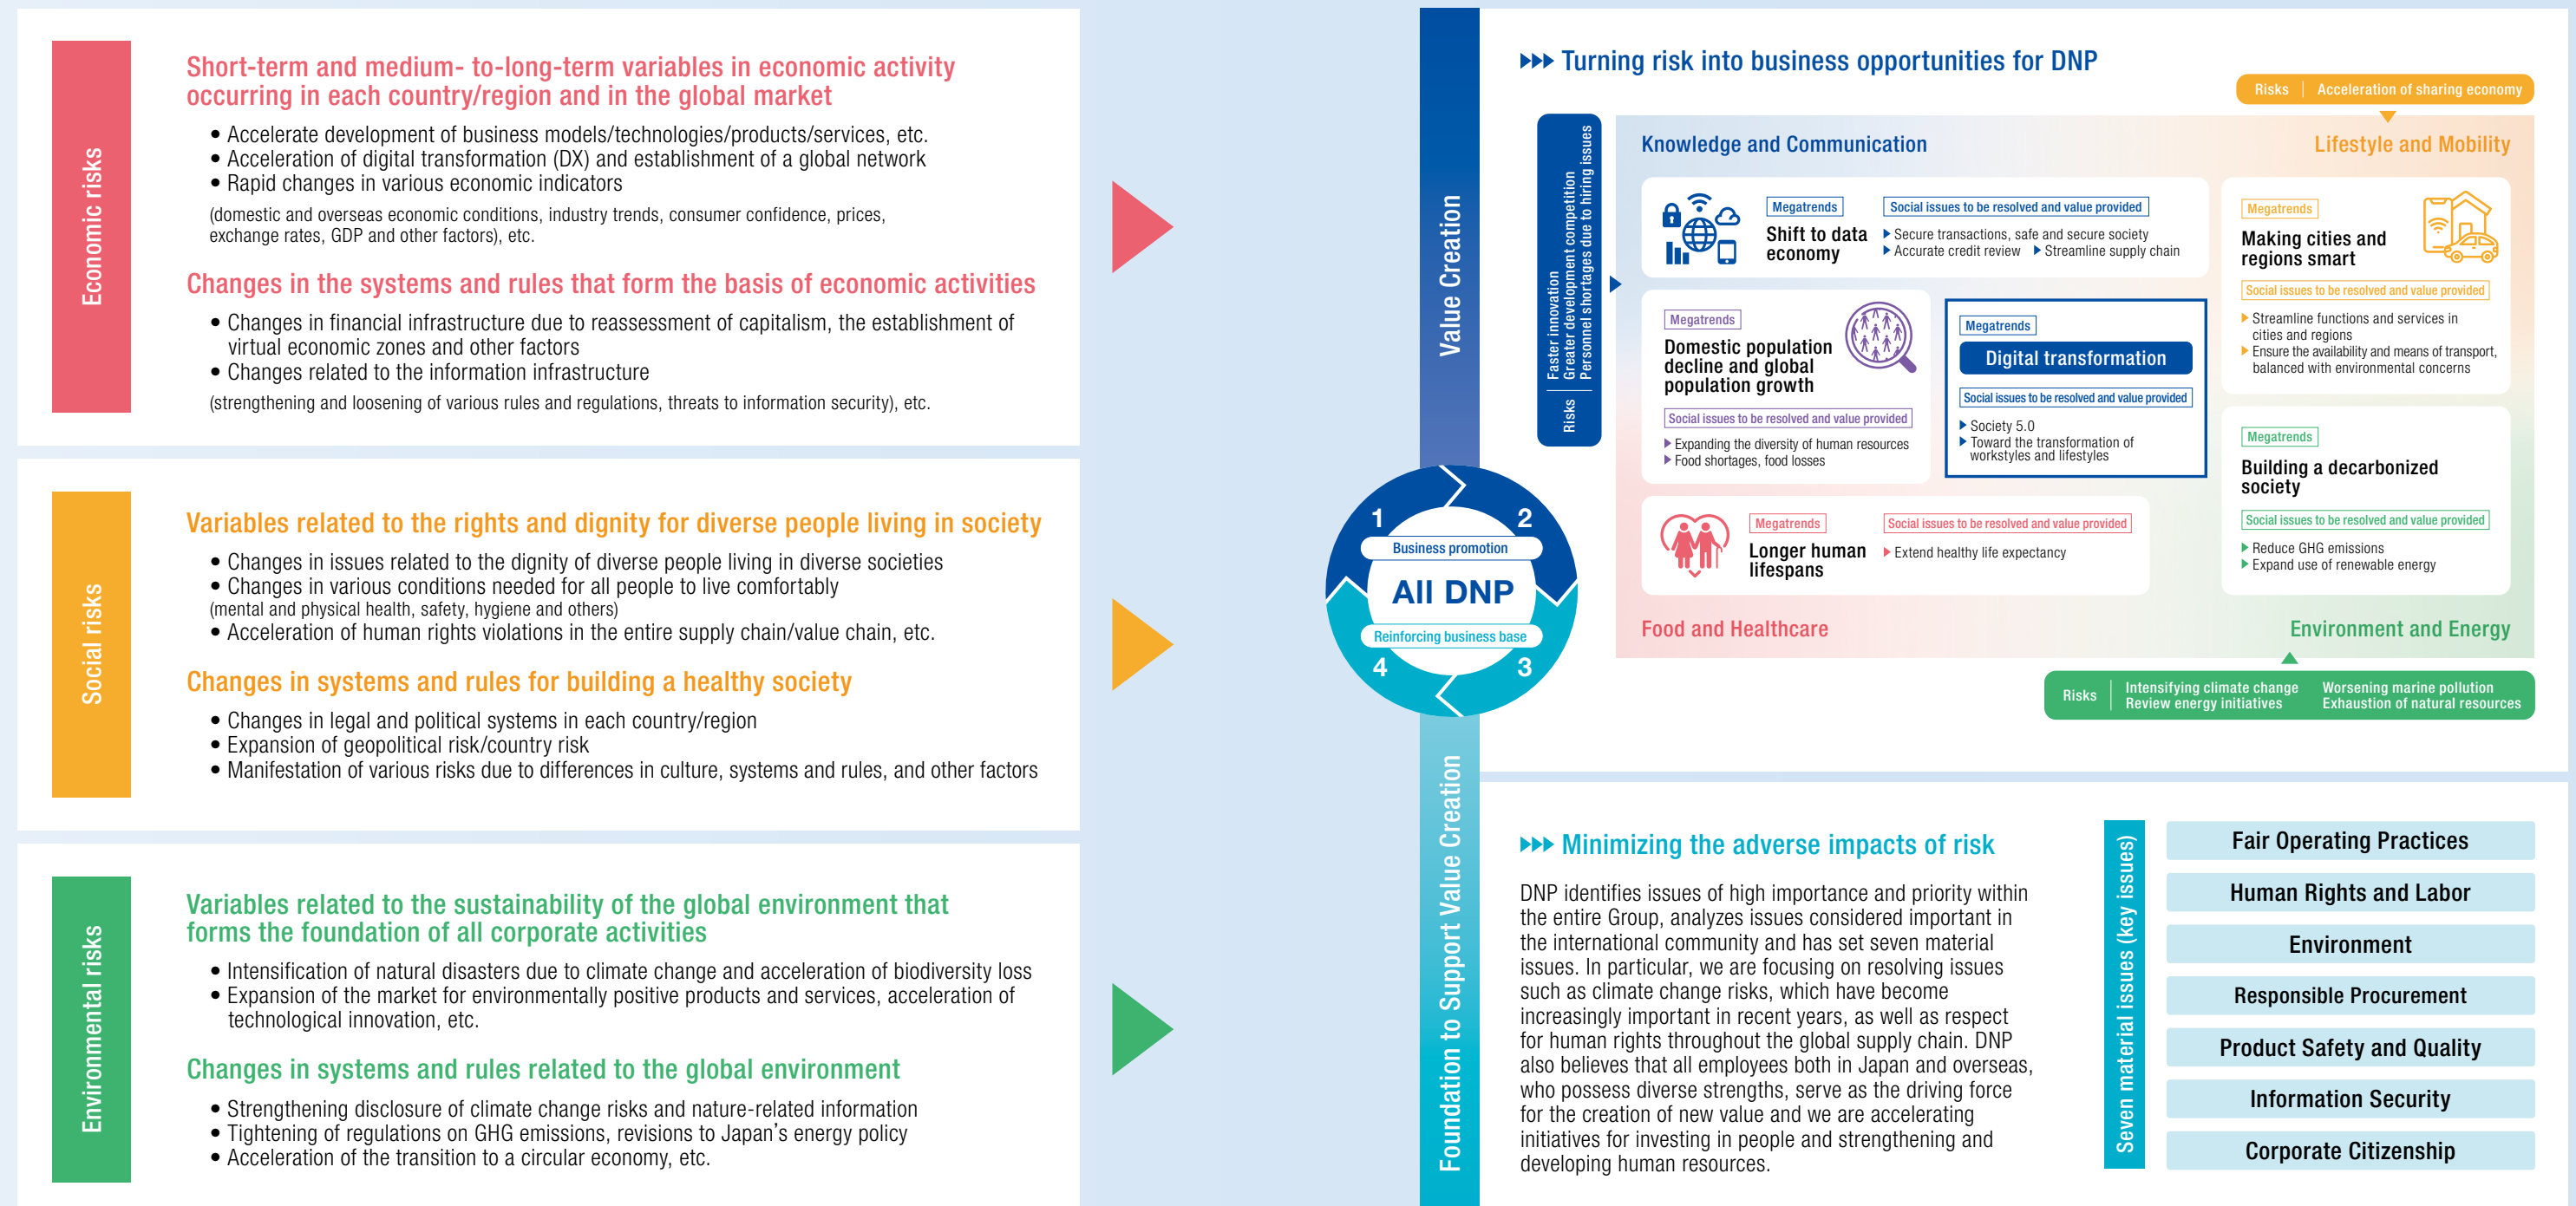 Economic risks
Short-term and medium- to-long-term variables in economic activity
occurring in each country/region and in the global market
• Accelerate development of business models/technologies/products/services, etc.
• Acceleration of digital transformation (DX) and establishment of a global network
• Rapid changes in various economic indicators
(domestic and overseas economic conditions, industry trends, consumer confidence, prices,
exchange rates, GDP and other factors), etc.
Changes in the systems and rules that form the basis of economic activities
• Changes in financial infrastructure due to reassessment of capitalism, the establishment of
virtual economic zones and other factors
• Changes related to the information infrastructure
(strengthening and loosening of various rules and regulations, threats to information security), etc.
Social risks
Variables related to the rights and dignity for diverse people living in society
• Changes in issues related to the dignity of diverse people living in diverse societies
• Changes in various conditions needed for all people to live comfortably
(mental and physical health, safety, hygiene and others)
• Acceleration of human rights violations in the entire supply chain/value chain, etc.
Changes in systems and rules for building a healthy society
• Changes in legal and political systems in each country/region
• Expansion of geopolitical risk/country risk
• Manifestation of various risks due to differences in culture, systems and rules, and other factors
Environmental risks
Variables related to the sustainability of the global environment that
forms the foundation of all corporate activities
• Intensification of natural disasters due to climate change and acceleration of biodiversity loss
• Expansion of the market for environmentally positive products and services, acceleration of
technological innovation, etc.
Changes in systems and rules related to the global environment
• Strengthening disclosure of climate change risks and nature-related information
• Tightening of regulations on GHG emissions, revisions to Japan's energy policy
• Acceleration of the transition to a circular economy, etc.
Value Creation
1
2
Business promotion
All DNP
Reinforcing business base
4
3
Foundation to Support Value Creation
Turning risk into business opportunities for DNP
Risks | Acceleration of sharing economy
Risks
Faster innovation
Greater development competition
Personnel shortages due to hiring issues
Knowledge and Communication
Lifestyle and Mobility
Megatrends
Shift to data
economy
Social issues to be resolved and value provided
Secure transactions, safe and secure society
Accurate credit review Streamline supply chain
Megatrends
Making cities and
regions smart
Social issues to be resolved and value provided
Streamline functions and services in
cities and regions
Ensure the availability and means of transport,
balanced with environmental concerns
Megatrends
Domestic population
decline and global
population growth
Social issues to be resolved and value provided
Expanding the diversity of human resources
Food shortages, food losses
Megatrends
Digital transformation
Social issues to be resolved and value provided
Society 5.0
Toward the transformation of
workstyles and lifestyles
Megatrends
Building a decarbonized
society
Social issues to be resolved and value provided
Reduce GHG emissions
Expand use of renewable energy
Megatrends
Longer human
lifespans
Social issues to be resolved and value provided
Extend healthy life expectancy
Food and Healthcare
Environment and Energy
Risks
Intensifying climate change
Review energy initiatives
Worsening marine pollution
Exhaustion of natural resources
Minimizing the adverse impacts of risk
DNP identifies issues of high importance and priority within
the entire Group, analyzes issues considered important in
the international community and has set seven material
issues. In particular, we are focusing on resolving issues
such as climate change risks, which have become
increasingly important in recent years, as well as respect
for human rights throughout the global supply chain. DNP
also believes that all employees both in Japan and overseas,
who possess diverse strengths, serve as the driving force
for the creation of new value and we are accelerating
initiatives for investing in people and strengthening and
developing human resources.
Seven material issues (key issues)
Fair Operating Practices
Human Rights and Labor
Environment
Responsible Procurement
Product Safety and Quality
Information Security
Corporate Citizenship